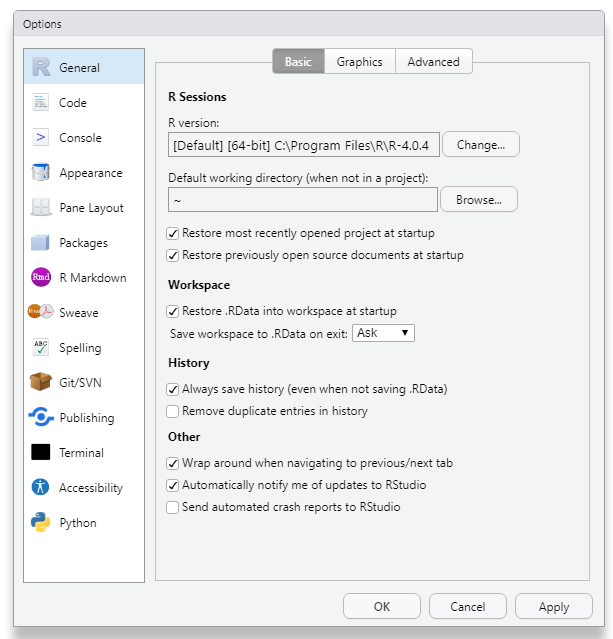 Options
General
Code
Console
Appearance
Pane Layout
Packages
Rmd R Markdown
Rnw Sweave
ABC Spelling
Git/SVN
Publishing
Terminal
Accessibility
Python
Basic Graphics Advanced
R Sessions
R version:
[Default] [64-bit] C:\Program Files\R\R-4.0.4 Change...
Default working directory (when not in a project):
~ Browse...
Restore most recently opened project at startup
Restore previously open source documents at startup
Workspace
Restore .RData into workspace at startup
Save workspace to .RData on exit: Ask
History
Always save history (even when not saving .RData)
Remove duplicate entries in history
Other
Wrap around when navigating to previous/next tab
Automatically notify me of updates to RStudio
Send automated crash reports to RStudio
OK Cancel Apply